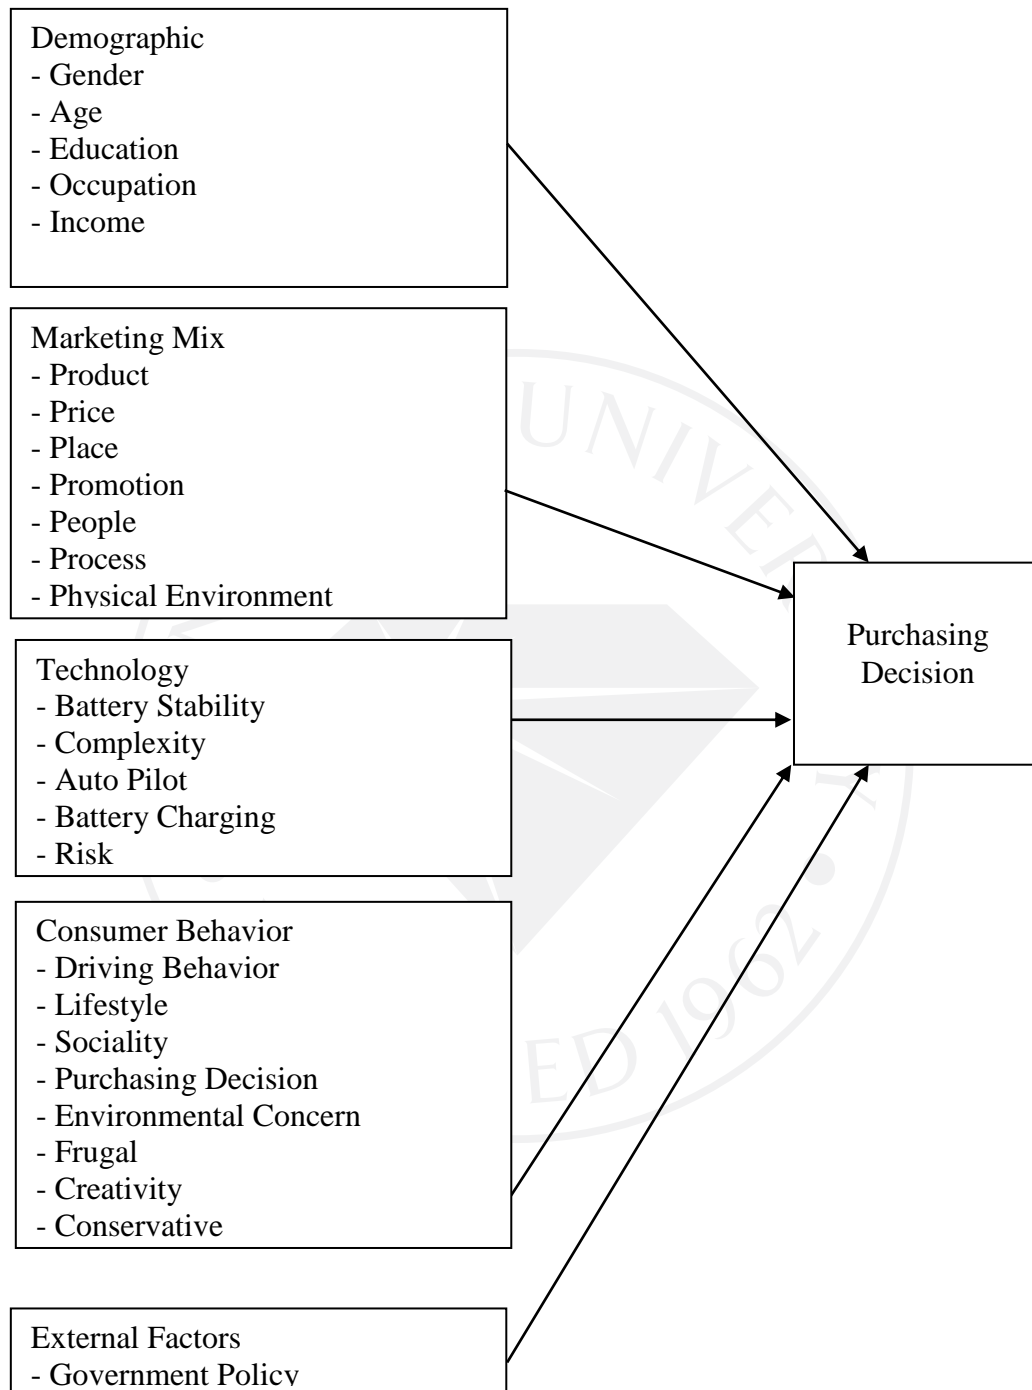 Demographic
- Gender
- Age
- Education
- Occupation
- Income
Marketing Mix
- Product
- Price
- Place
- Promotion
- People
- Process
- Physical Environment
Purchasing
Decision
Technology
- Battery Stability
- Complexity
- Auto Pilot
- Battery Charging
- Risk
Consumer Behavior
- Driving Behavior
- Lifestyle
- Sociality
- Purchasing Decision
- Environmental Concern
- Frugal
- Creativity
- Conservative
External Factors
- Government Policy
1962